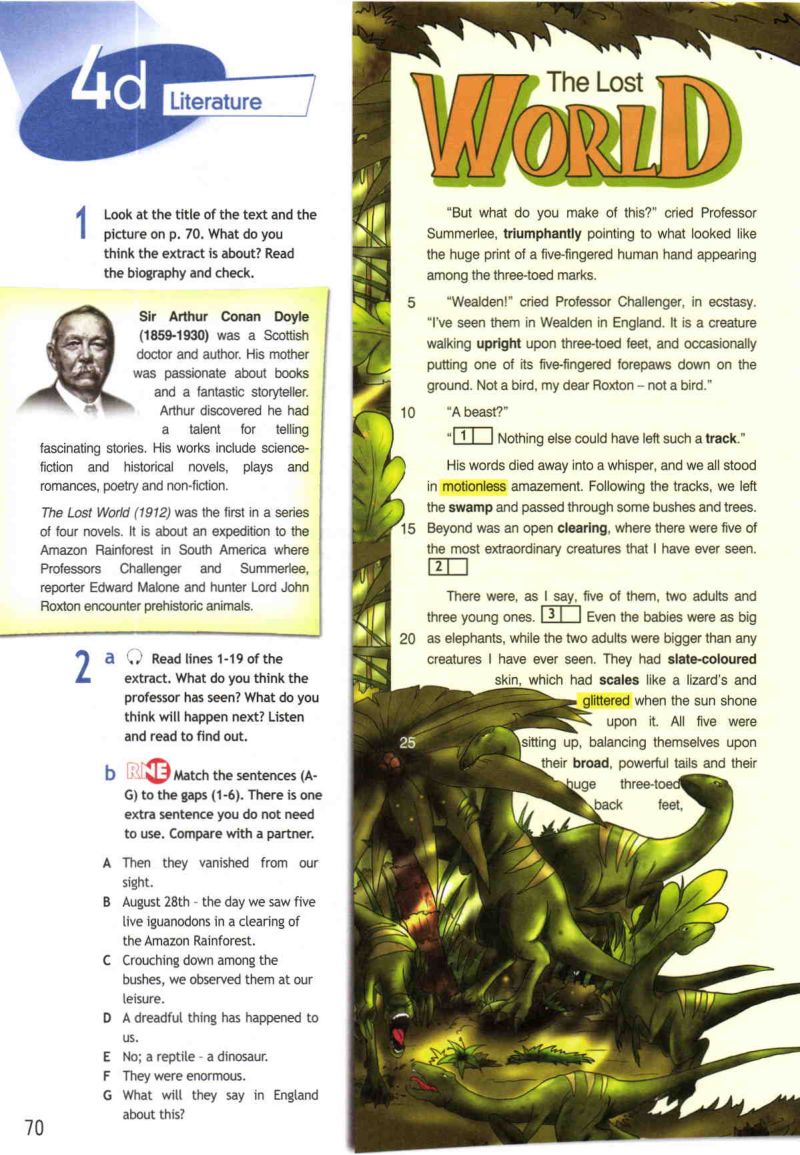 4d Literature
1 Look at the title of the text and the
picture on p. 70. What do you
think the extract is about? Read
the biography and check.
Sir Arthur Conan Doyle
(1859-1930) was a Scottish
doctor and author. His mother
was passionate about books
and a fantastic storyteller.
Arthur discovered he had
a talent for telling
fascinating stories. His works include science-
fiction and historical novels, plays and
romances, poetry and non-fiction.
The Lost World (1912) was the first in a series
of four novels. It is about an expedition to the
Amazon Rainforest in South America where
Professors Challenger and Summerlee,
reporter Edward Malone and hunter Lord John
Roxton encounter prehistoric animals.
2 a Read lines 1-19 of the
extract. What do you think the
professor has seen? What do you
think will happen next? Listen
and read to find out.
b RNE Match the sentences (A-
G) to the gaps (1-6). There is one
extra sentence you do not need
to use. Compare with a partner.
A Then they vanished from our
sight.
B August 28th - the day we saw five
live iguanodons in a clearing of
the Amazon Rainforest.
C Crouching down among the
bushes, we observed them at our
leisure.
D A dreadful thing has happened to
us.
E No; a reptile - a dinosaur.
F They were enormous.
G What will they say in England
about this?
70
The Lost
WORLD
"But what do you make of this?" cried Professor
Summerlee, triumphantly pointing to what looked like
the huge print of a five-fingered human hand appearing
among the three-toed marks.
5 "Wealden!" cried Professor Challenger, in ecstasy.
"I've seen them in Wealden in England. It is a creature
walking upright upon three-toed feet, and occasionally
putting one of its five-fingered forepaws down on the
ground. Not a bird, my dear Roxton – not a bird."
10 "A beast?"
"1 Nothing else could have left such a track."
His words died away into a whisper, and we all stood
in motionless amazement. Following the tracks, we left
the swamp and passed through some bushes and trees.
15 Beyond was an open clearing, where there were five of
the most extraordinary creatures that I have ever seen.
2
There were, as I say, five of them, two adults and
three young ones. 3 Even the babies were as big
20 as elephants, while the two adults were bigger than any
creatures I have ever seen. They had slate-coloured
skin, which had scales like a lizard's and
glittered when the sun shone
upon it. All five were
25 sitting up, balancing themselves upon
their broad, powerful tails and their
huge three-toed
back feet,